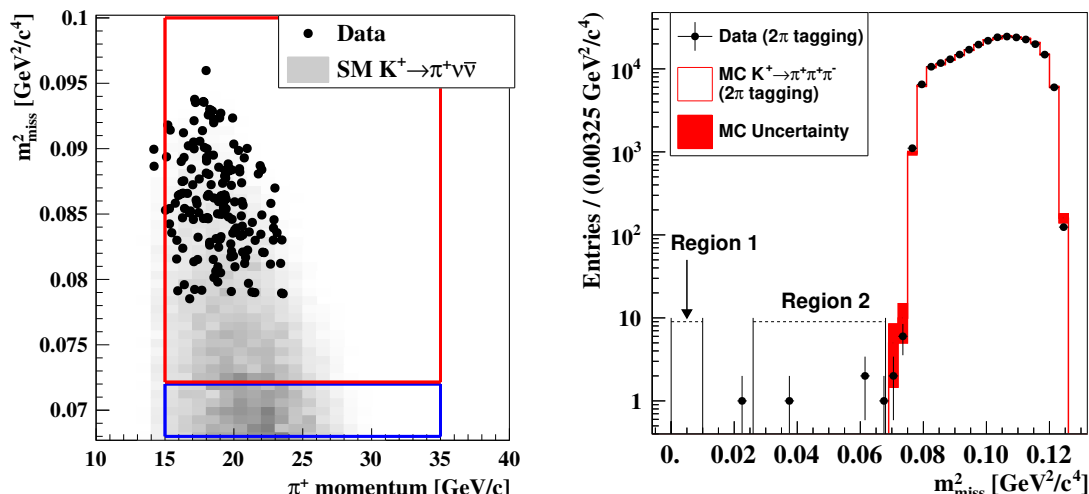 m²miss [GeV²/c⁴]
0.1
0.095
0.09
0.085
0.08
0.075
0.07
Data
SM K⁺→π⁺νν̄
10 15 20 25 30 35 40
π⁺ momentum [GeV/c]
Entries / (0.00325 GeV²/c⁴)
10⁴
10³
10²
10
1
Data (2π tagging)
MC K⁺→π⁺π⁺π⁻
(2π tagging)
MC Uncertainty
Region 1
Region 2
0. 0.02 0.04 0.06 0.08 0.10 0.12
m²miss [GeV²/c⁴]